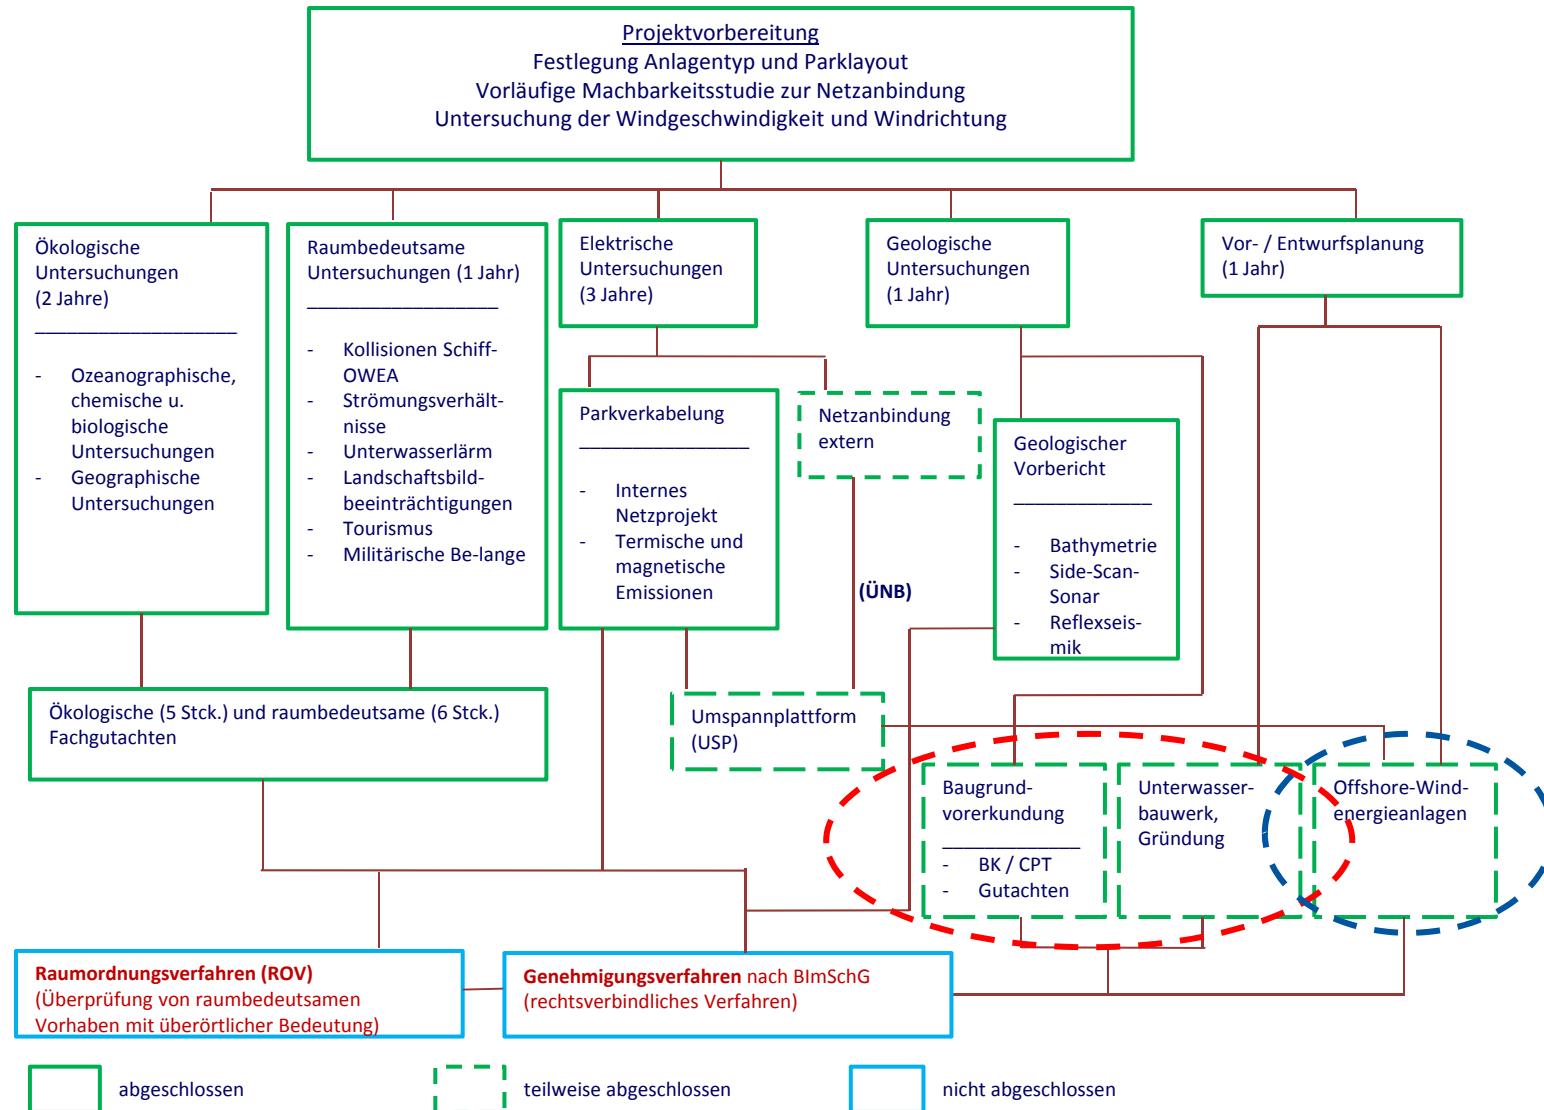 Projektvorbereitung
Festlegung Anlagentyp und Parklayout
Vorläufige Machbarkeitsstudie zur Netzanbindung
Untersuchung der Windgeschwindigkeit und Windrichtung
Ökologische
Untersuchungen
(2 Jahre)
- Ozeanographische,
chemische u.
biologische
Untersuchungen
- Geographische
Untersuchungen
Raumbedeutsame
Untersuchungen (1 Jahr)
- Kollisionen Schiff-
OWEA
- Strömungsverhält-
nisse
- Unterwasserlärm
- Landschaftsbild-
beeinträchtigungen
- Tourismus
- Militärische Be-lange
Elektrische
Untersuchungen
(3 Jahre)
Geologische
Untersuchungen
(1 Jahr)
Vor- / Entwurfsplanung
(1 Jahr)
Parkverkabelung
- Internes
Netzprojekt
- Termische und
magnetische
Emissionen
Netzanbindung
extern
(ÜNB)
Geologischer
Vorbericht
- Bathymetrie
- Side-Scan-
Sonar
- Reflexseis-
mik
Ökologische (5 Stck.) und raumbedeutsame (6 Stck.)
Fachgutachten
Umspannplattform
(USP)
Baugrund-
vorerkundung
- BK / CPT
- Gutachten
Unterwasser-
bauwerk,
Gründung
Offshore-Wind-
energieanlagen
Raumordnungsverfahren (ROV)
(Überprüfung von raumbedeutsamen
Vorhaben mit überörtlicher Bedeutung)
Genehmigungsverfahren nach BImSchG
(rechtsverbindliches Verfahren)
abgeschlossen
teilweise abgeschlossen
nicht abgeschlossen